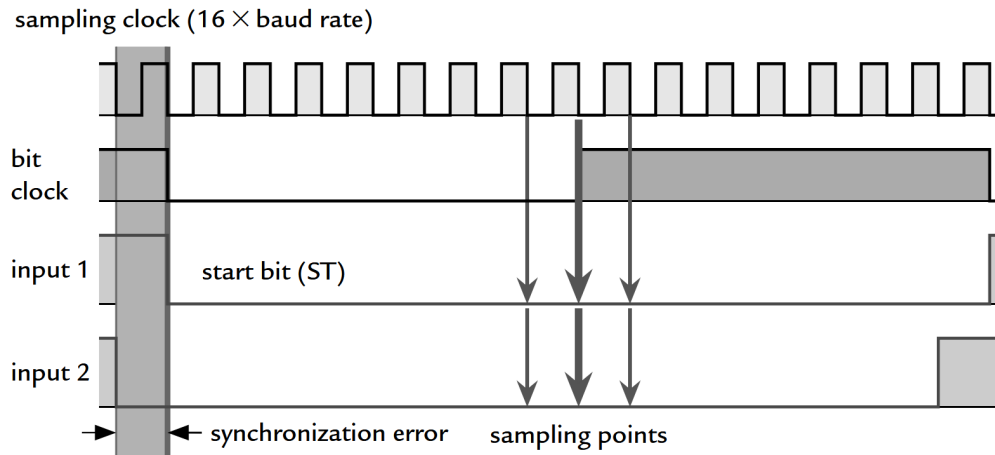 sampling clock (16 × baud rate)
bit
clock
input 1
start bit (ST)
input 2
synchronization error
sampling points